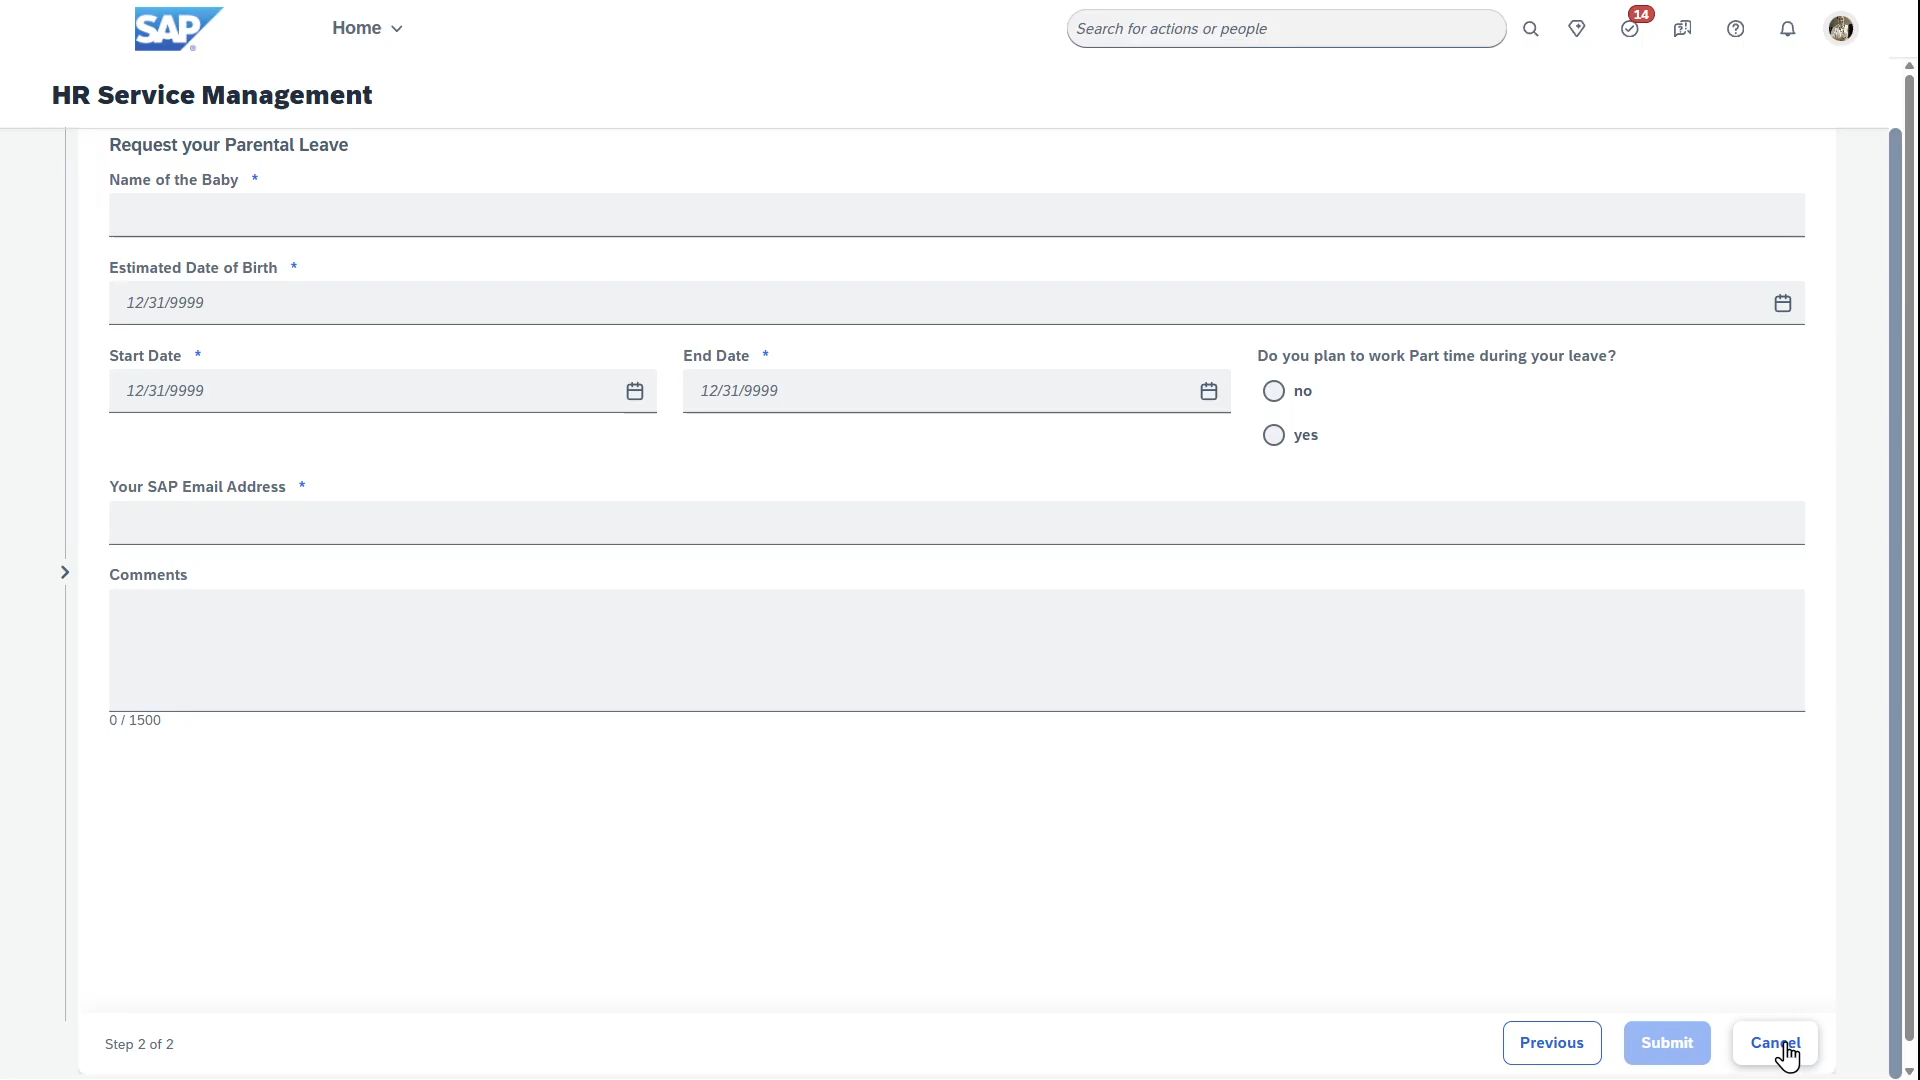 SAP
Home
Search for actions or people
14
HR Service Management
Request your Parental Leave
Name of the Baby *
Estimated Date of Birth *
12/31/9999
Start Date * End Date * Do you plan to work Part time during your leave?
12/31/9999 12/31/9999 no
yes
Your SAP Email Address *
Comments
0 / 1500
Step 2 of 2 Previous Submit Cancel